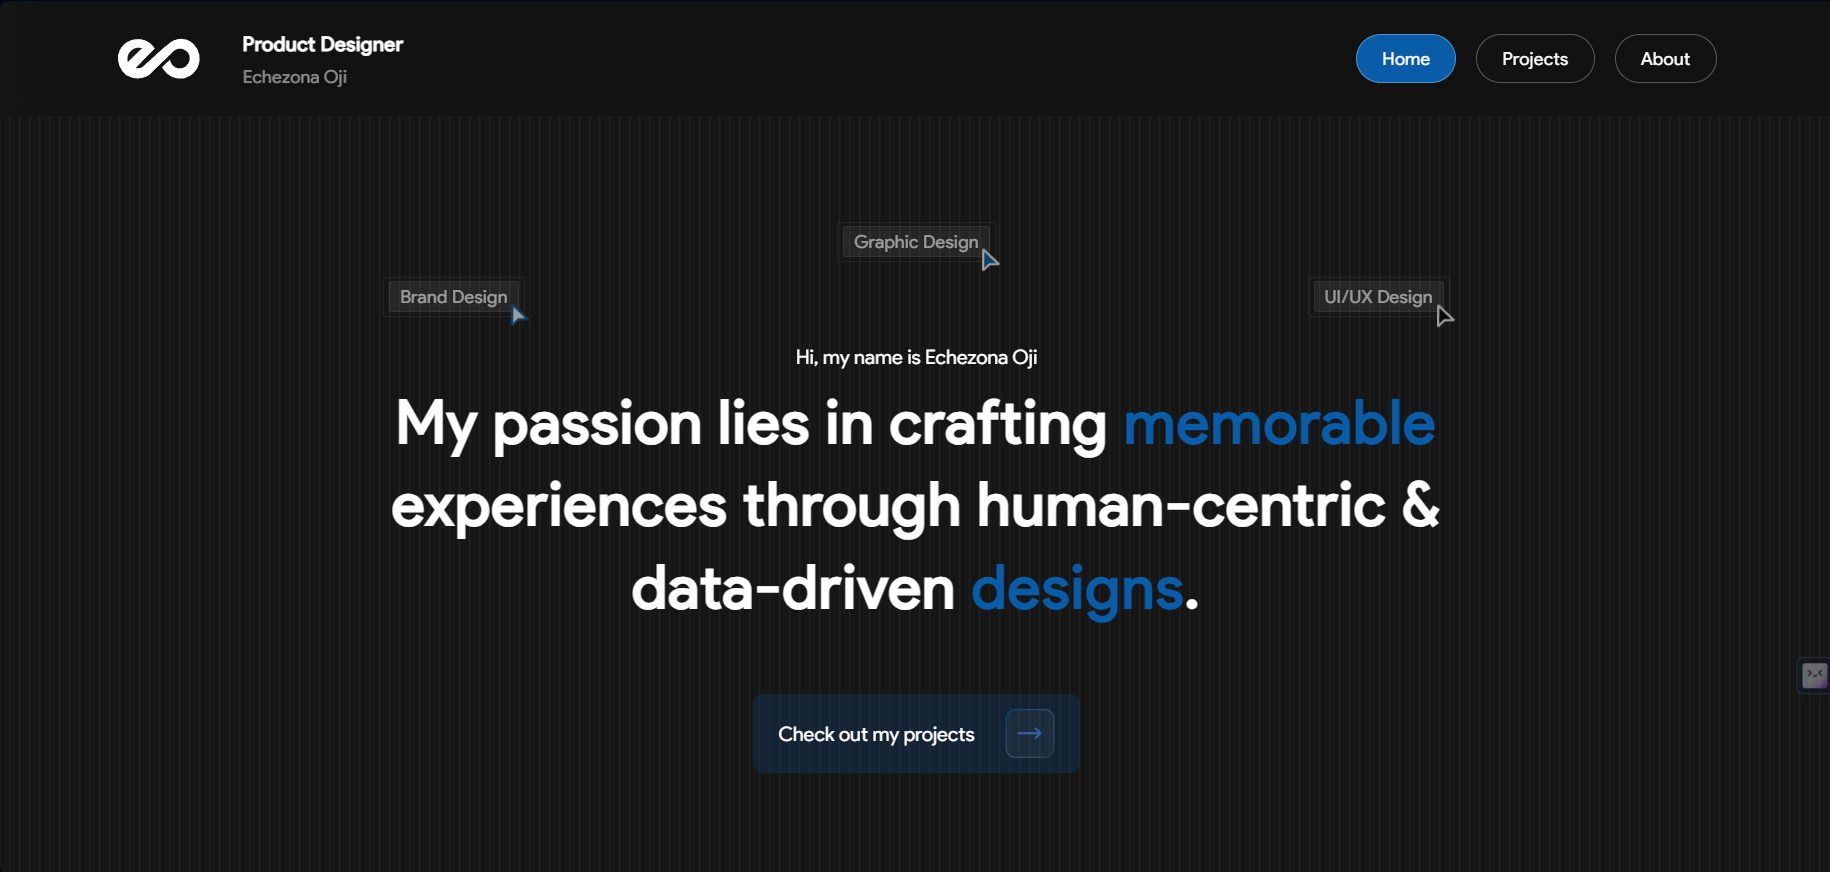 eo
Product Designer
Echezona Oji
Home
Projects
About
Graphic Design
Brand Design
UI/UX Design
Hi, my name is Echezona Oji
My passion lies in crafting memorable
experiences through human-centric &
data-driven designs.
Check out my projects